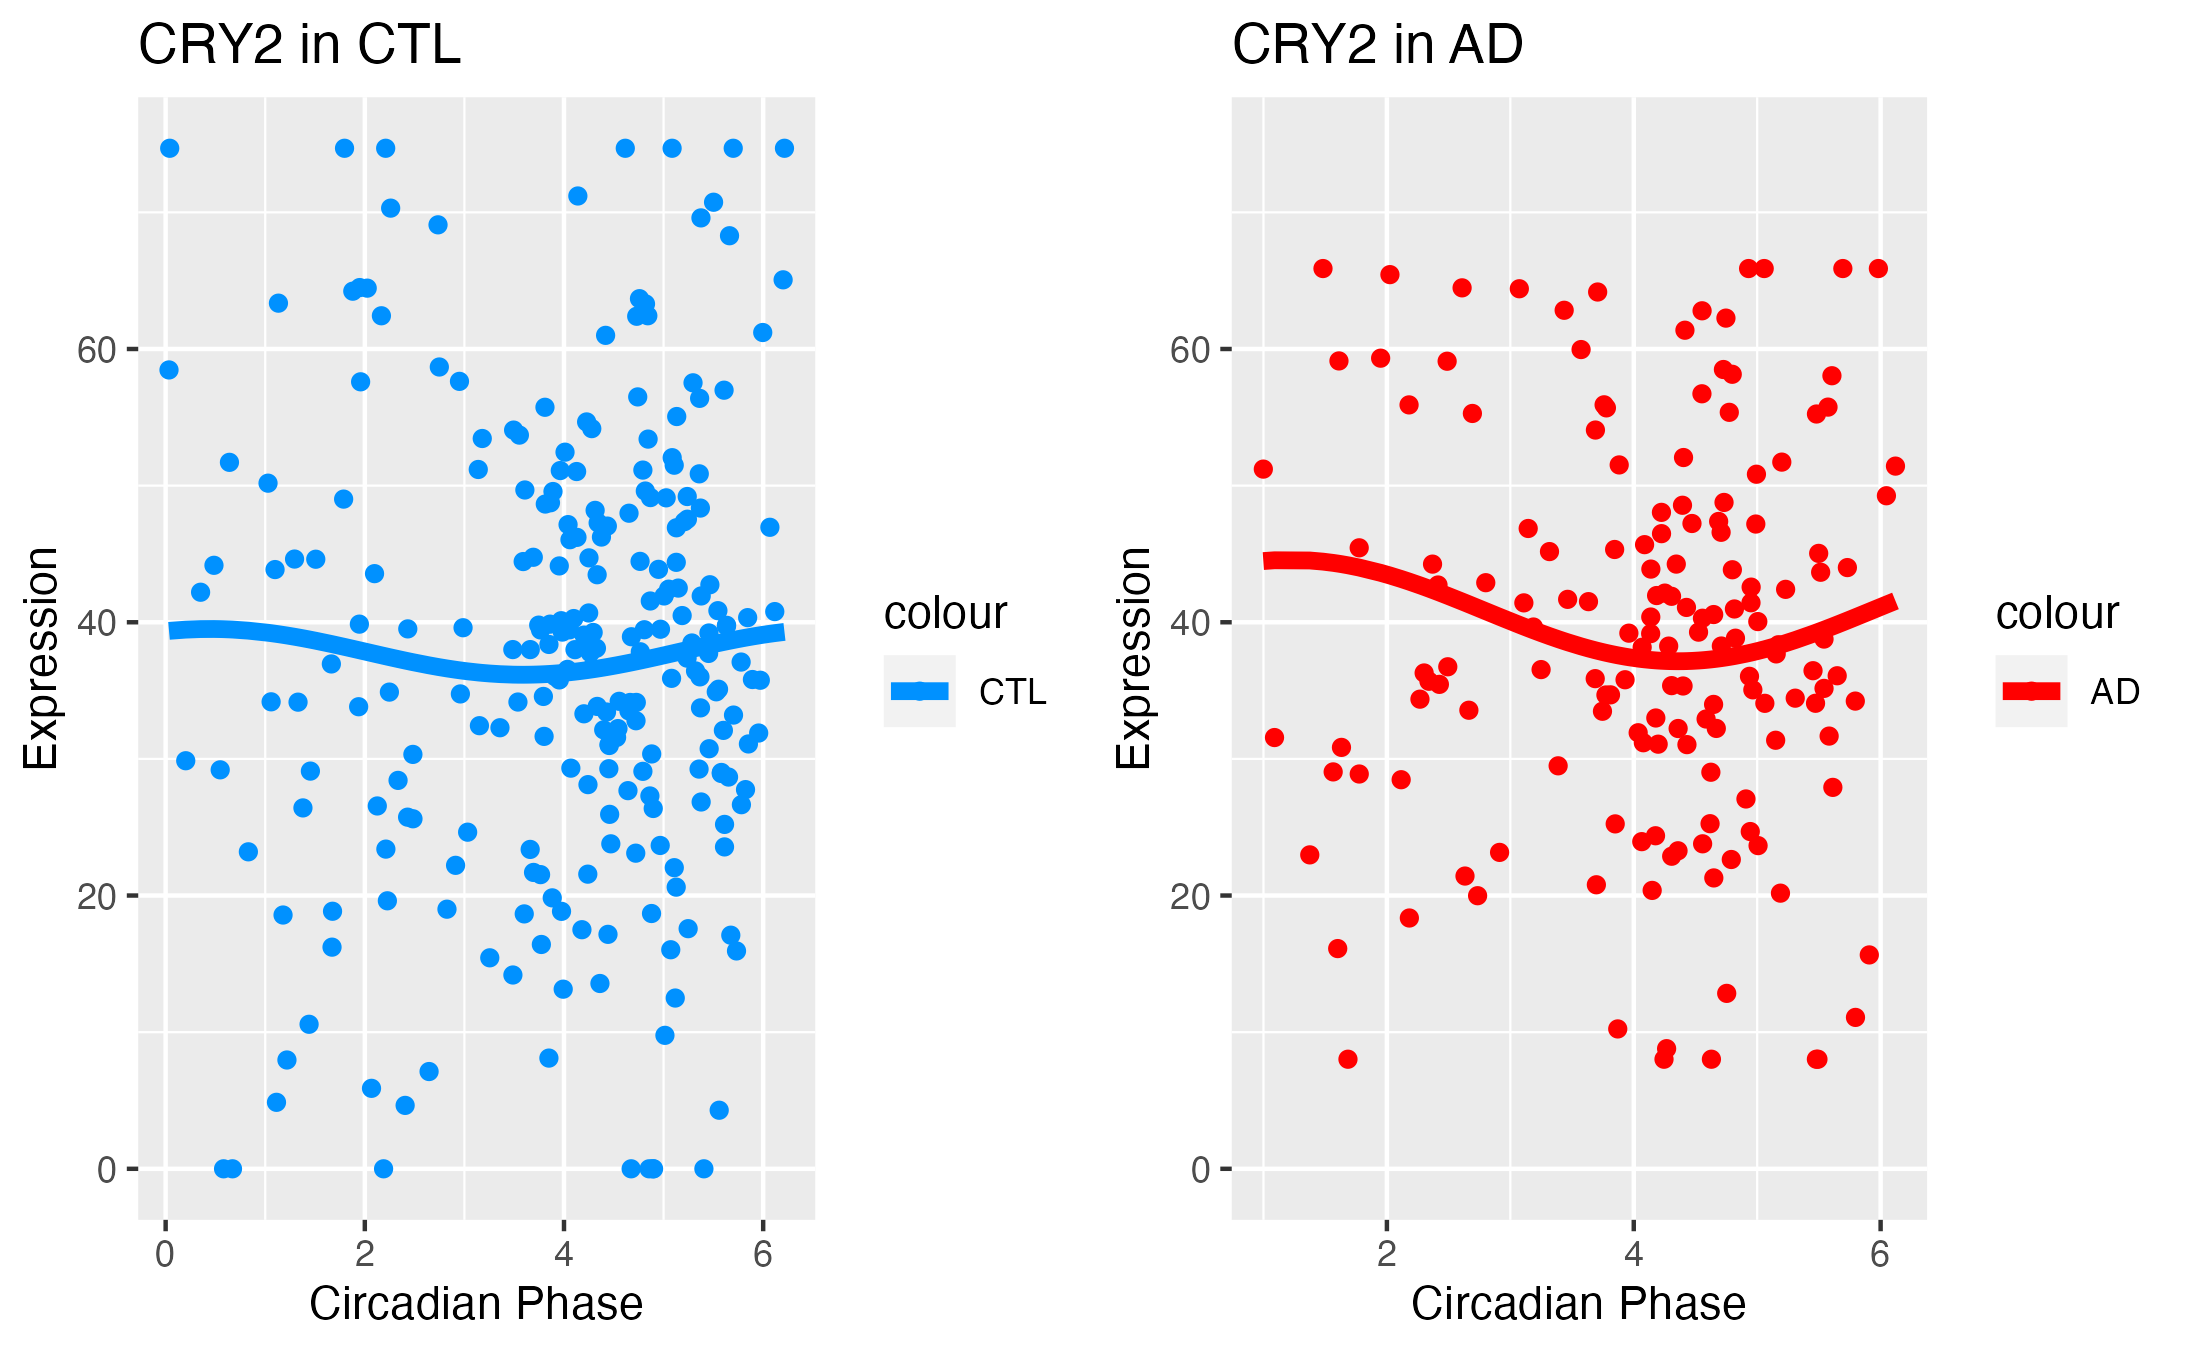 CRY2 in CTL
60
40
20
0
0 2 4 6
Circadian Phase
Expression
colour
CTL
CRY2 in AD
60
40
20
0
2 4 6
Circadian Phase
Expression
colour
AD